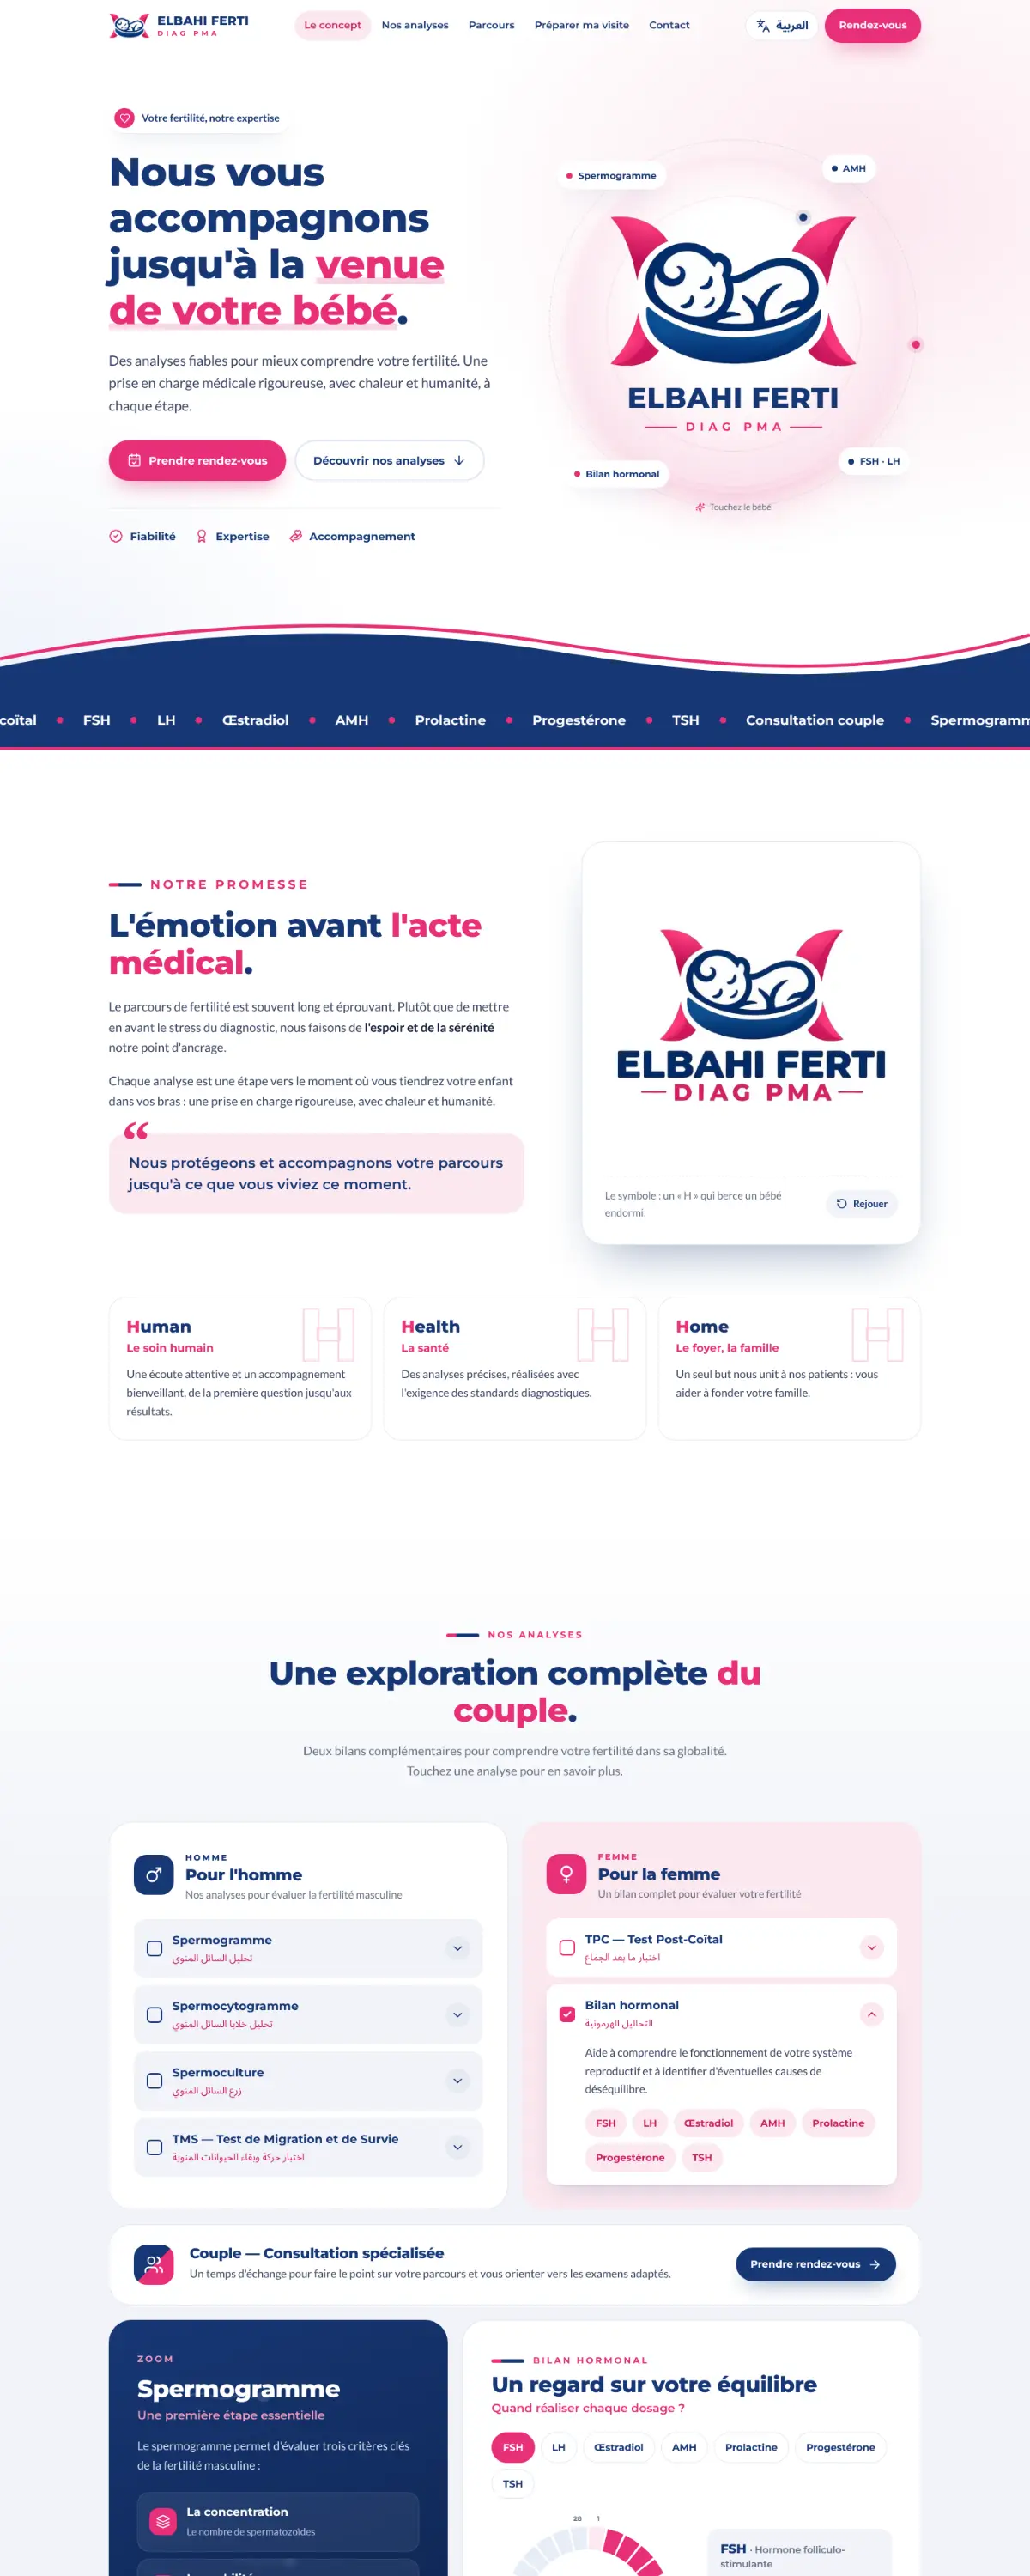 ELBAHI FERTI
DIAG PMA
Le concept
Nos analyses
Parcours
Préparer ma visite
Contact
العربية
Rendez-vous
Votre fertilité, notre expertise
Nous vous
accompagnons
jusqu'à la venue
de votre bébé.
Des analyses fiables pour mieux comprendre votre fertilité. Une
prise en charge médicale rigoureuse, avec chaleur et humanité, à
chaque étape.
Prendre rendez-vous
Découvrir nos analyses
Fiabilité
Expertise
Accompagnement
Spermogramme
AMH
ELBAHI FERTI
DIAG PMA
Bilan hormonal
FSH · LH
Touchez le bébé
coïtal
FSH
LH
Œstradiol
AMH
Prolactine
Progestérone
TSH
Consultation couple
Spermogramm
NOTRE PROMESSE
L'émotion avant l'acte
médical.
Le parcours de fertilité est souvent long et éprouvant. Plutôt que de mettre
en avant le stress du diagnostic, nous faisons de l'espoir et de la sérénité
notre point d'ancrage.
Chaque analyse est une étape vers le moment où vous tiendrez votre enfant
dans vos bras : une prise en charge rigoureuse, avec chaleur et humanité.
“
Nous protégeons et accompagnons votre parcours
jusqu'à ce que vous viviez ce moment.
ELBAHI FERTI
DIAG PMA
Le symbole : un « H » qui berce un bébé
endormi.
Rejouer
Human
H
Le soin humain
Une écoute attentive et un accompagnement
bienveillant, de la première question jusqu'aux
résultats.
Health
H
La santé
Des analyses précises, réalisées avec
l'exigence des standards diagnostiques.
Home
H
Le foyer, la famille
Un seul but nous unit à nos patients : vous
aider à fonder votre famille.
NOS ANALYSES
Une exploration complète du
couple.
Deux bilans complémentaires pour comprendre votre fertilité dans sa globalité.
Touchez une analyse pour en savoir plus.
HOMME
Pour l'homme
Nos analyses pour évaluer la fertilité masculine
Spermogramme
تحليل السائل المنوي
Spermocytogramme
تحليل خلايا السائل المنوي
Spermoculture
زرع السائل المنوي
TMS — Test de Migration et de Survie
اختبار حركة وبقاء الحيوانات المنوية
FEMME
Pour la femme
Un bilan complet pour évaluer votre fertilité
TPC — Test Post-Coïtal
اختبار ما بعد الجماع
Bilan hormonal
التحاليل الهرمونية
Aide à comprendre le fonctionnement de votre système
reproductif et à identifier d'éventuelles causes de
déséquilibre.
FSH
LH
Œstradiol
AMH
Prolactine
Progestérone
TSH
Couple — Consultation spécialisée
Un temps d'échange pour faire le point sur votre parcours et vous orienter vers les examens adaptés.
Prendre rendez-vous
ZOOM
Spermogramme
Une première étape essentielle
Le spermogramme permet d'évaluer trois critères clés
de la fertilité masculine :
La concentration
Le nombre de spermatozoïdes
BILAN HORMONAL
Un regard sur votre équilibre
Quand réaliser chaque dosage ?
FSH
LH
Œstradiol
AMH
Prolactine
Progestérone
TSH
28
1
FSH · Hormone folliculo-
stimulante